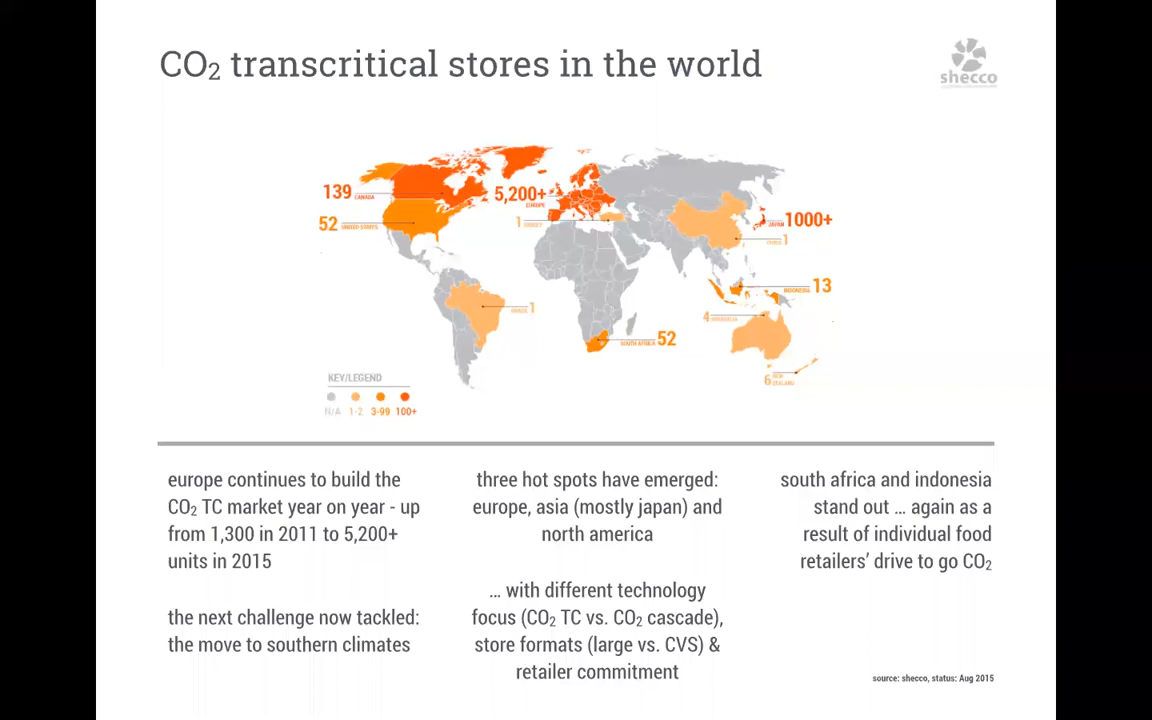 CO₂ transcritical stores in the world
shecco
139 CANADA
5,200+
EUROPE
52 UNITED STATES
1 TURKEY
JAPAN 1000+
CHINA 1
INDONESIA 13
BRAZIL 1
4
SOUTH AFRICA 52
6 NEW
ZEALAND
KEY/LEGEND
N/A 1-2 3-99 100+
europe continues to build the
CO₂ TC market year on year - up
from 1,300 in 2011 to 5,200+
units in 2015
the next challenge now tackled:
the move to southern climates
three hot spots have emerged:
europe, asia (mostly japan) and
north america
... with different technology
focus (CO₂ TC vs. CO₂ cascade),
store formats (large vs. CVS) &
retailer commitment
south africa and indonesia
stand out ... again as a
result of individual food
retailers' drive to go CO₂
source: shecco, status: Aug 2015